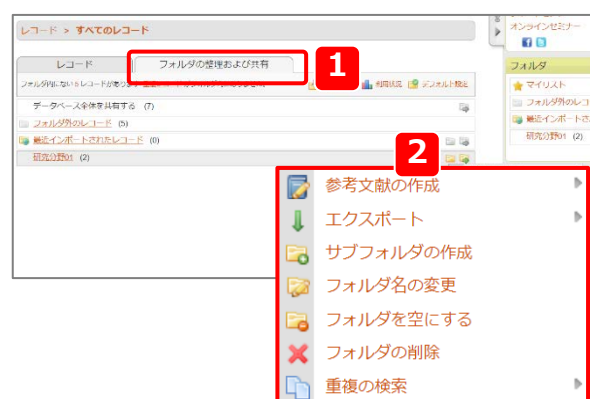 レコード > すべてのレコード
レコード
フォルダの整理および共有
1
利用状況
デフォルト設定
データベース全体を共有する (7)
フォルダ外のレコード (5)
最近インポートされたレコード (0)
研究分野01 (2)
2
参考文献の作成
エクスポート
サブフォルダの作成
フォルダ名の変更
フォルダを空にする
フォルダの削除
重複の検索
オンラインセミナー
フォルダ
マイリスト
フォルダ外のレコ
最近インポートさ
研究分野01 (2)